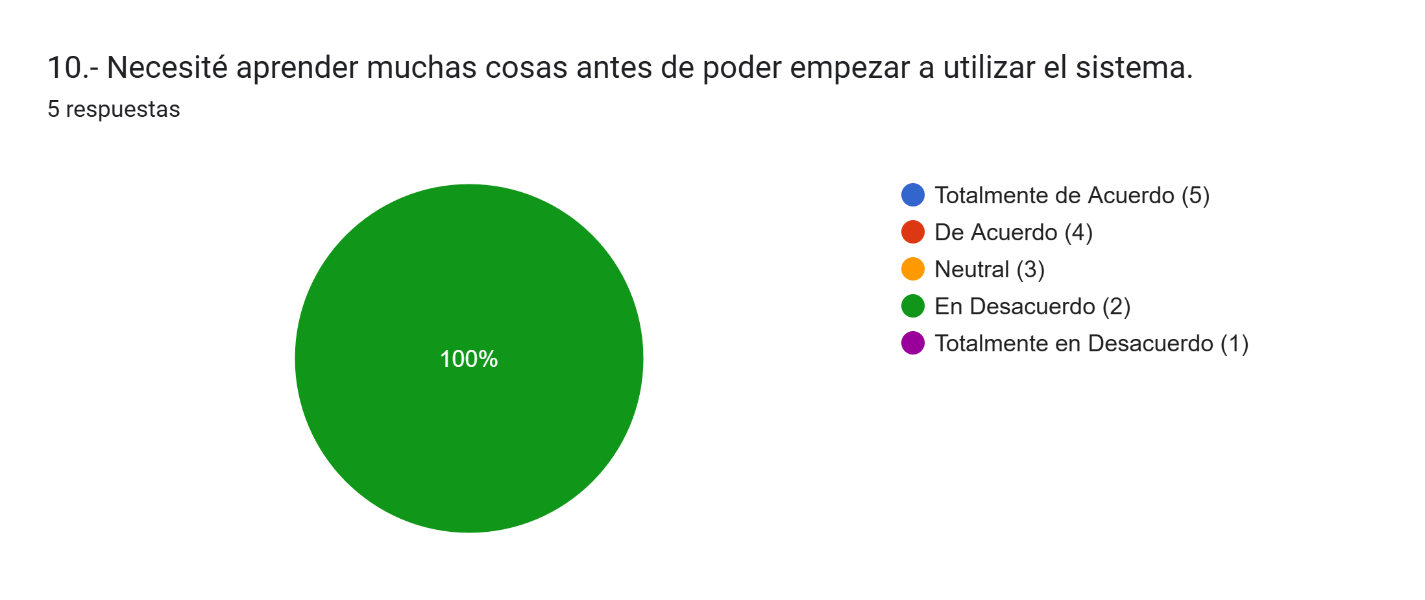 10.- Necesité aprender muchas cosas antes de poder empezar a utilizar el sistema.
5 respuestas
100%
Totalmente de Acuerdo (5)
De Acuerdo (4)
Neutral (3)
En Desacuerdo (2)
Totalmente en Desacuerdo (1)